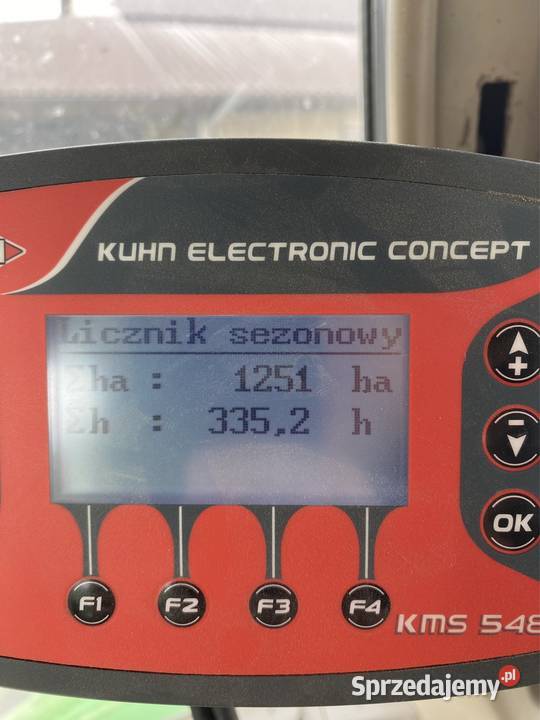 KUHN ELECTRONIC CONCEPT
Licznik sezonowy
Σha : 1251 ha
Σh : 335,2 h
OK
F1 F2 F3 F4
KMS 548
Sprzedajemy.pl